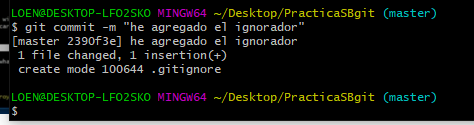 LOEN@DESKTOP-LFO2SKO MINGW64 ~/Desktop/PracticaSBgit (master)
$ git commit -m "he agregado el ignorador"
[master 2390f3e] he agregado el ignorador
 1 file changed, 1 insertion(+)
 create mode 100644 .gitignore

LOEN@DESKTOP-LFO2SKO MINGW64 ~/Desktop/PracticaSBgit (master)
$